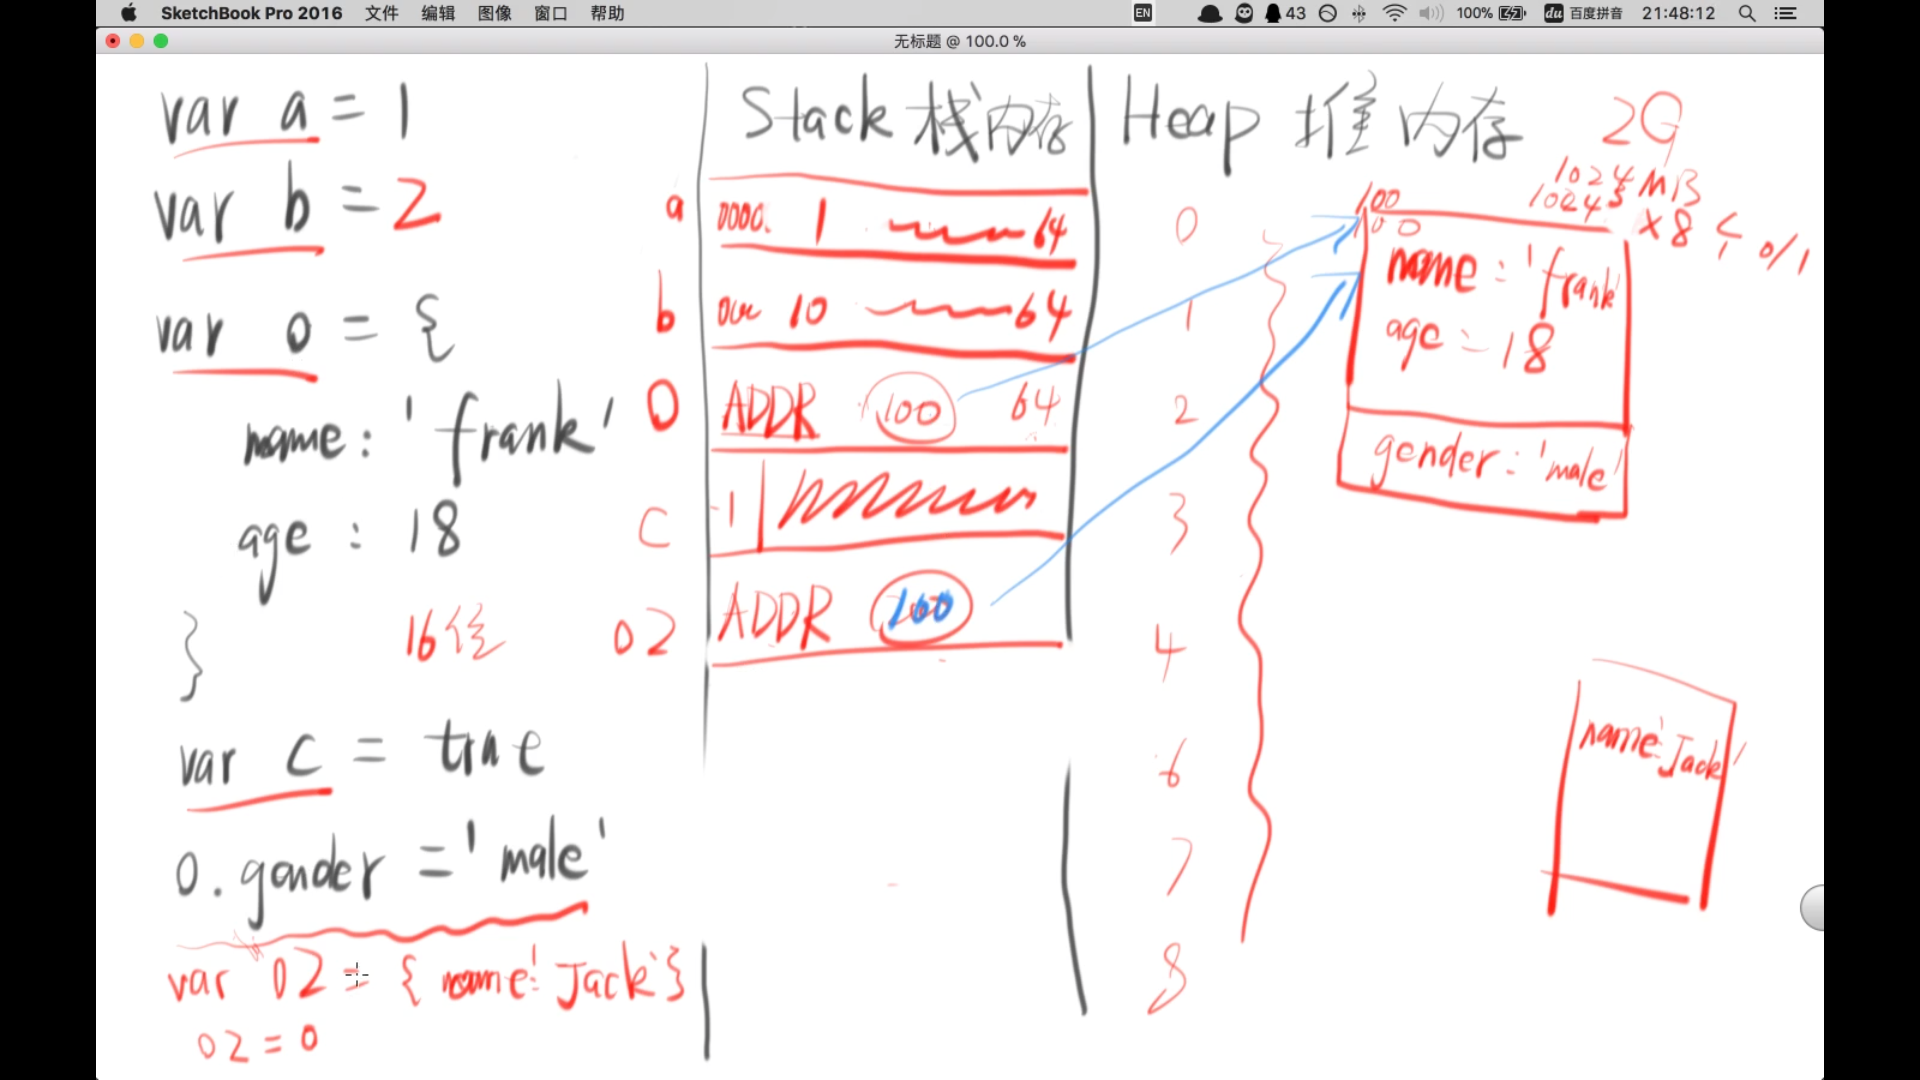 SketchBook Pro 2016 文件 编辑 图像 窗口 帮助 EN 43 100% du 百度拼音 21:48:12
无标题 @ 100.0 %
var a = 1
var b = 2
var o = {
name: 'frank'
age : 18
}
16位
var c = true
o.gender = 'male'
var o2 = { name:'Jack'}
o2 = o
Stack 栈内存
a 0000. 1 64
b 10 64
o ADDR 100 64
c 1
o2 ADDR 100
Heap 堆内存 2G
1024 MB
1024
x 8 0/1
0
1
2
3
4
6
7
8
100
100
name : 'frank'
age = 18
gender : 'male'
name:'Jack'